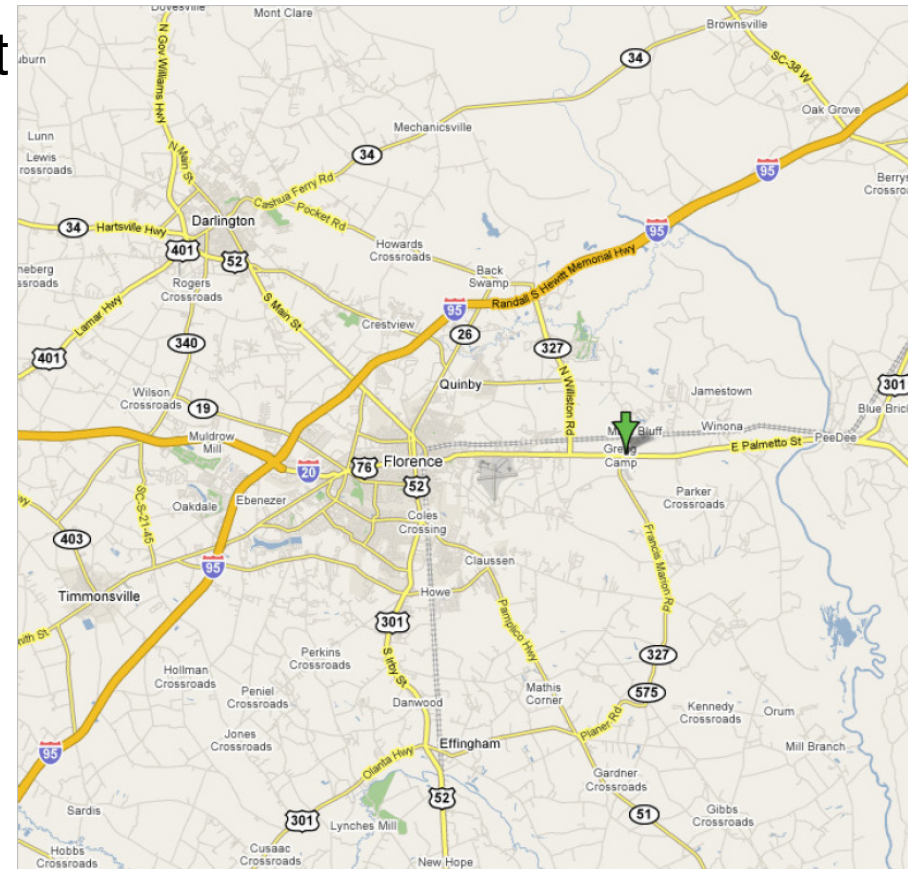 t
Dovesville
Mont Clare
Brownsville
34
SC-38 W
uburn
N Gov Williams Hwy
Oak Grove
Mechanicsville
Lunn
34
95
Lewis
rossroads
N Main St
Berrys
Crossro
Cashua Ferry Rd
Pocket Rd
Darlington
34
Hartsville Hwy
95
401
52
Howards
Crossroads
neberg
ssroads
Rogers
Crossroads
Back
Swamp
Randall S Hewitt Memorial Hwy
Lamar Hwy
S Main St
95
Crestview
26
401
340
327
Quinby
N Williston Rd
301
Wilson
Crossroads
19
Jamestown
Blue Bric
Muldrow
Mill
Bluff
Winona
E Palmetto St
PeeDee
Gregg
Camp
76
Florence
20
52
SC-S-21-45
Oakdale
Ebenezer
Parker
Crossroads
Coles
Crossing
403
Francis Marion Rd
95
Claussen
Timmonsville
Howe
Pamplico Hwy
301
mith St
S Irby St
327
Perkins
Crossroads
Hollman
Crossroads
Peniel
Crossroads
Mathis
Corner
575
Danwood
Kennedy
Crossroads
Orum
Planer Rd
Jones
Crossroads
Effingham
Mill Branch
95
Olanta Hwy
Gardner
Crossroads
52
Sardis
301
Lynches Mill
51
Gibbs
Crossroads
Hobbs
Crossroads
Cusaac
Crossroads
New Hope